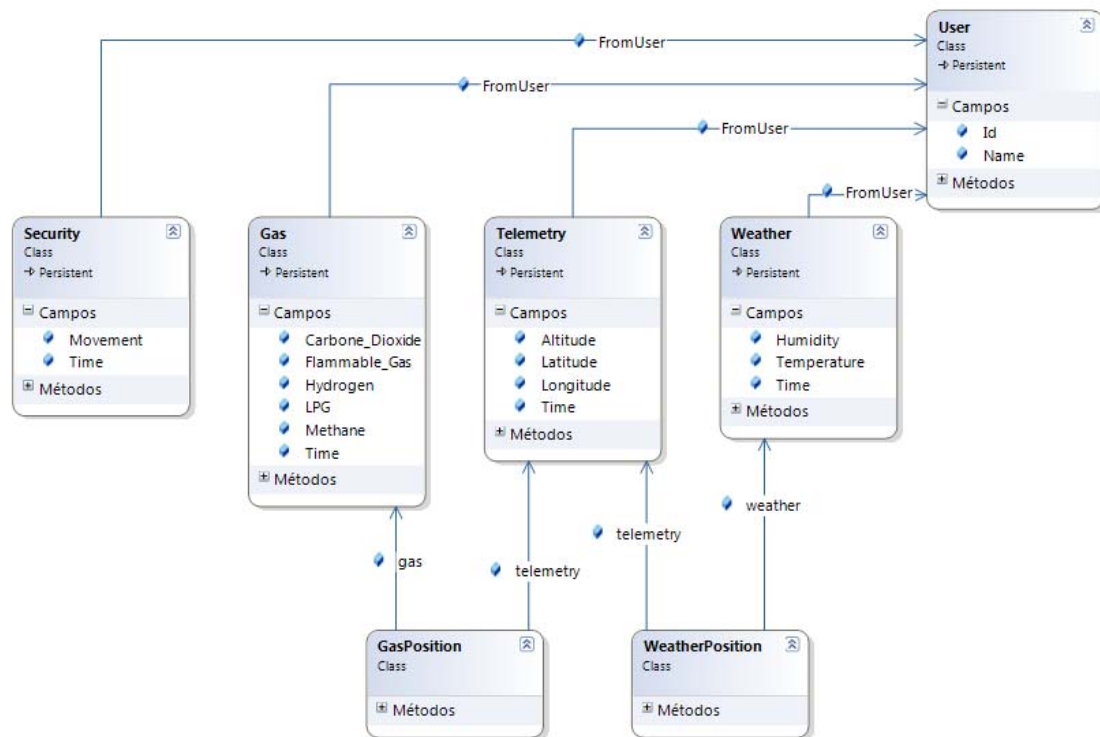 User
Class
Persistent
Campos
Id
Name
Métodos
FromUser
FromUser
FromUser
FromUser
Security
Class
Persistent
Campos
Movement
Time
Métodos
Gas
Class
Persistent
Campos
Carbone_Dioxide
Flammable_Gas
Hydrogen
LPG
Methane
Time
Métodos
Telemetry
Class
Persistent
Campos
Altitude
Latitude
Longitude
Time
Métodos
Weather
Class
Persistent
Campos
Humidity
Temperature
Time
Métodos
gas
telemetry
telemetry
weather
GasPosition
Class
Métodos
WeatherPosition
Class
Métodos